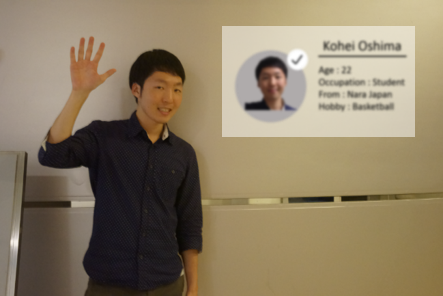 Kohei Oshima
Age : 22
Occupation : Student
From : Nara Japan
Hobby : Basketball